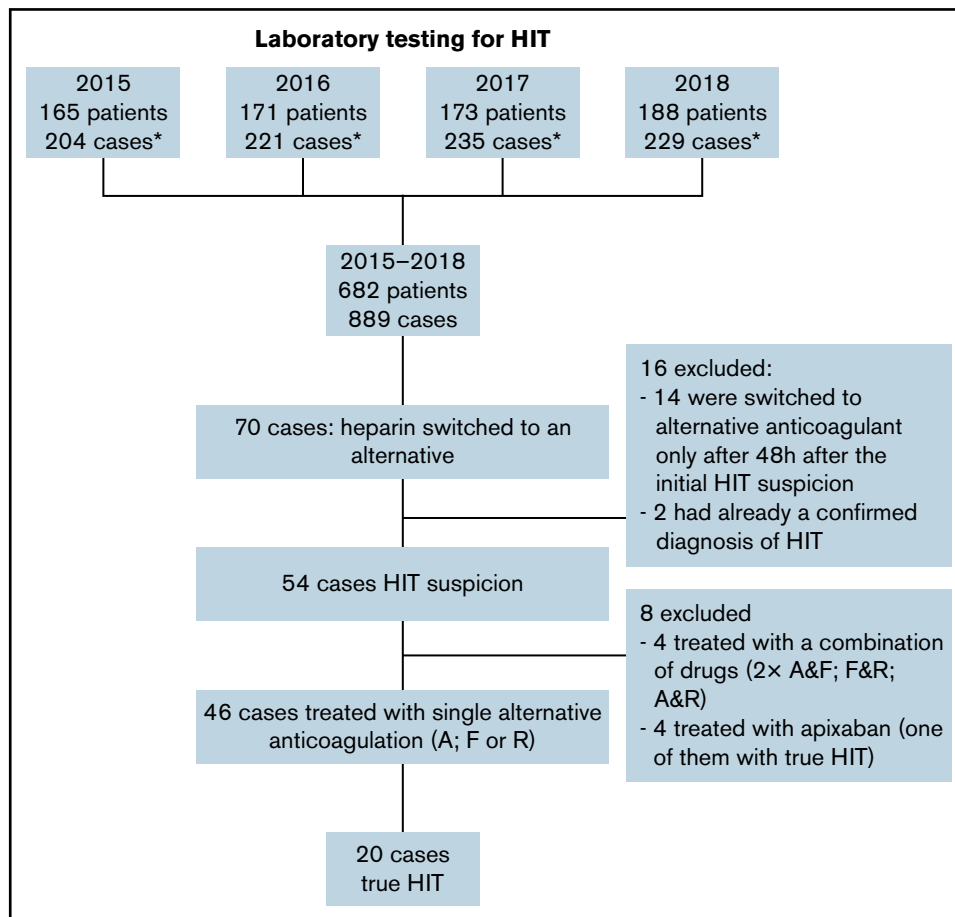 Laboratory testing for HIT
2015
165 patients
204 cases*
2016
171 patients
221 cases*
2017
173 patients
235 cases*
2018
188 patients
229 cases*
2015–2018
682 patients
889 cases
70 cases: heparin switched to an
alternative
16 excluded:
- 14 were switched to
alternative anticoagulant
only after 48h after the
initial HIT suspicion
- 2 had already a confirmed
diagnosis of HIT
54 cases HIT suspicion
8 excluded
- 4 treated with a combination
of drugs (2× A&F; F&R;
A&R)
- 4 treated with apixaban (one
of them with true HIT)
46 cases treated with single alternative
anticoagulation (A; F or R)
20 cases
true HIT